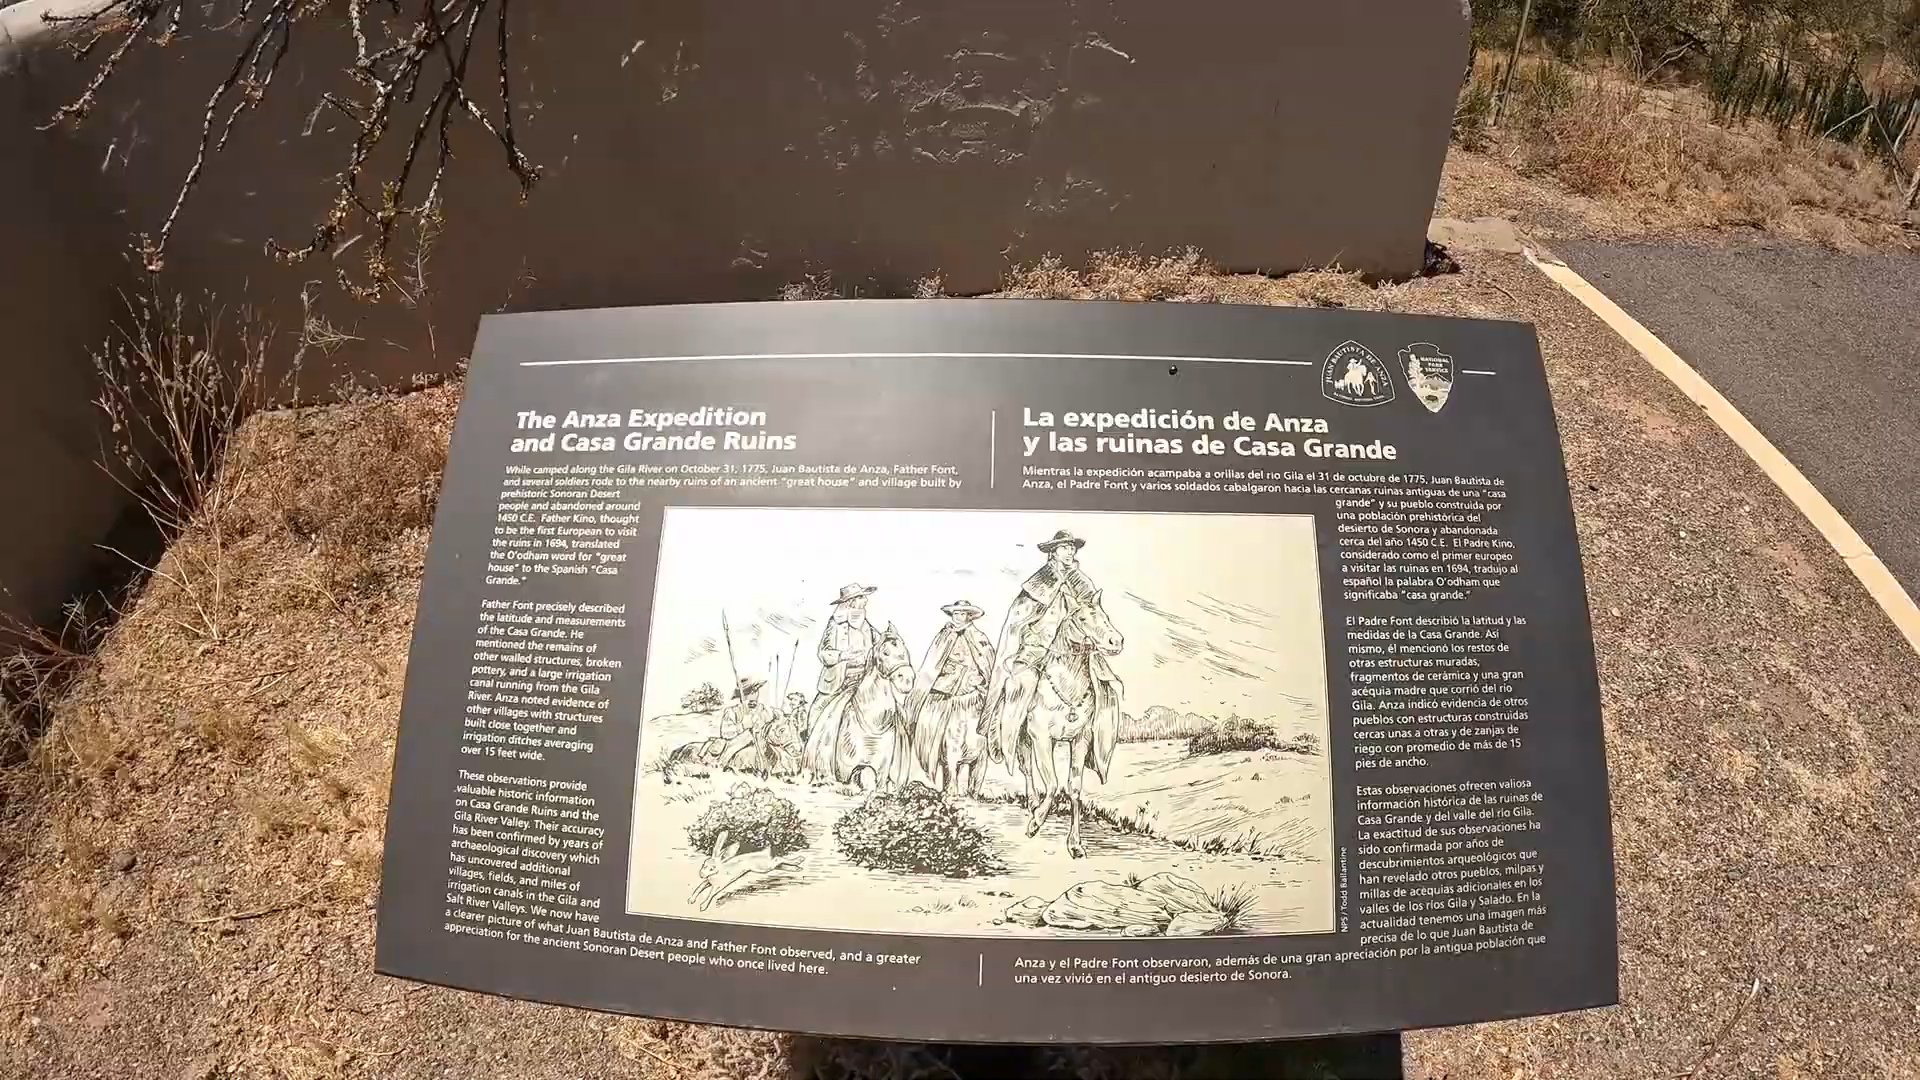 JUAN BAUTISTA DE ANZA
NATIONAL
PARK
SERVICE
The Anza Expedition
and Casa Grande Ruins
While camped along the Gila River on October 31, 1775, Juan Bautista de Anza, Father Font,
and several soldiers rode to the nearby ruins of an ancient "great house" and village built by
prehistoric Sonoran Desert
people and abandoned around
1450 C.E. Father Kino, thought
to be the first European to visit
the ruins in 1694, translated
the O'odham word for "great
house" to the Spanish "Casa
Grande."
Father Font precisely described
the latitude and measurements
of the Casa Grande. He
mentioned the remains of
other walled structures, broken
pottery, and a large irrigation
canal running from the Gila
River. Anza noted evidence of
other villages with structures
built close together and
irrigation ditches averaging
over 15 feet wide.
These observations provide
valuable historic information
on Casa Grande Ruins and the
Gila River Valley. Their accuracy
has been confirmed by years of
archaeological discovery which
has uncovered additional
villages, fields, and miles of
irrigation canals in the Gila and
Salt River Valleys. We now have
a clearer picture of what Juan Bautista de Anza and Father Font observed, and a greater
appreciation for the ancient Sonoran Desert people who once lived here.
La expedición de Anza
y las ruinas de Casa Grande
Mientras la expedición acampaba a orillas del rio Gila el 31 de octubre de 1775, Juan Bautista de
Anza, el Padre Font y varios soldados cabalgaron hacia las cercanas ruinas antiguas de una "casa
grande" y su pueblo construida por
una población prehistórica del
desierto de Sonora y abandonada
cerca del año 1450 C.E. El Padre Kino,
considerado como el primer europeo
a visitar las ruinas en 1694, tradujo al
español la palabra O'odham que
significaba "casa grande."
El Padre Font describió la latitud y las
medidas de la Casa Grande. Asi
mismo, él mencionó los restos de
otras estructuras muradas,
fragmentos de cerámica y una gran
acéquia madre que corrió del río
Gila. Anza indicó evidencia de otros
pueblos con estructuras construidas
cercas unas a otras y de zanjas de
riego con promedio de más de 15
pies de ancho.
Estas observaciones ofrecen valiosa
información histórica de las ruinas de
Casa Grande y del valle del río Gila.
La exactitud de sus observaciones ha
sido confirmada por años de
descubrimientos arqueológicos que
han revelado otros pueblos, milpas y
millas de acequias adicionales en los
valles de los ríos Gila y Salado. En la
actualidad tenemos una imagen más
precisa de lo que Juan Bautista de
Anza y el Padre Font observaron, además de una gran apreciación por la antigua población que
una vez vivió en el antiguo desierto de Sonora.
NPS / Todd Ballantine